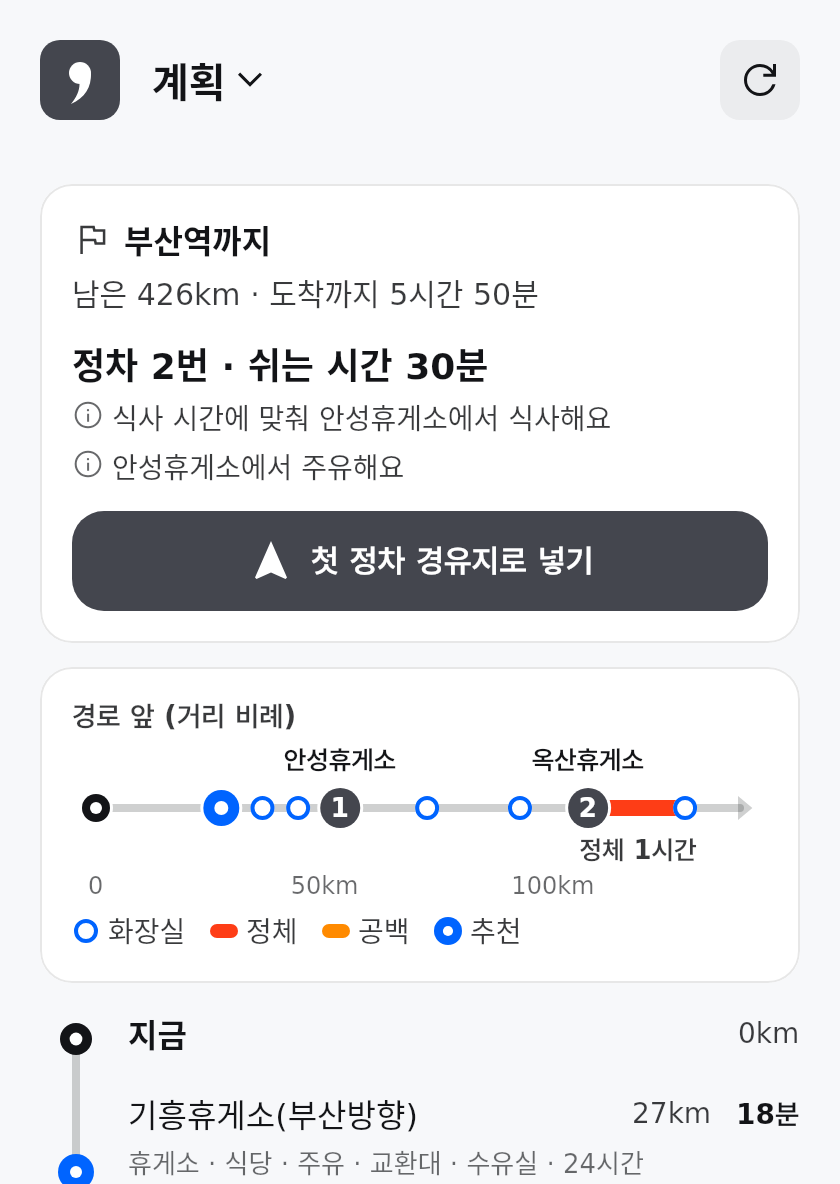 계획
부산역까지
남은 426km · 도착까지 5시간 50분
정차 2번 · 쉬는 시간 30분
식사 시간에 맞춰 안성휴게소에서 식사해요
안성휴게소에서 주유해요
첫 정차 경유지로 넣기
경로 앞 (거리 비례)
안성휴게소 옥산휴게소
1 2
정체 1시간
0 50km 100km
화장실 정체 공백 추천
지금 0km
기흥휴게소(부산방향) 27km 18분
휴게소 · 식당 · 주유 · 교환대 · 수유실 · 24시간